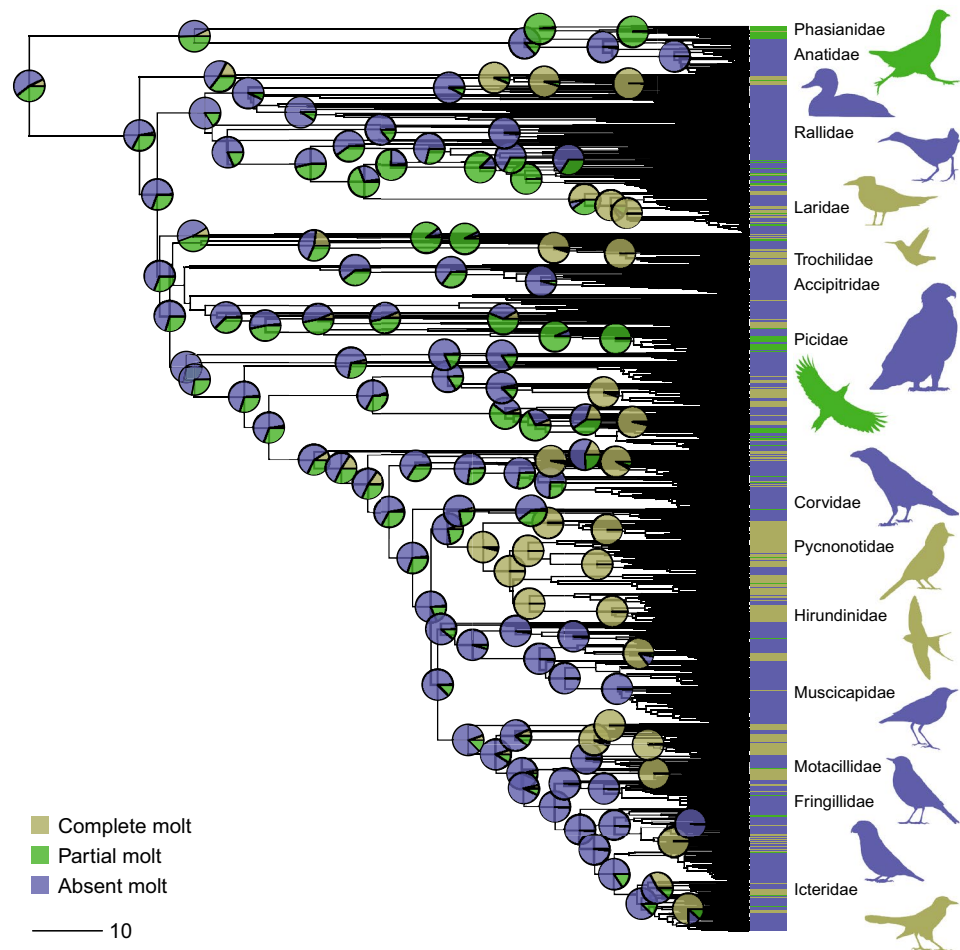 Phasianidae
Anatidae
Rallidae
Laridae
Trochilidae
Accipitridae
Picidae
Corvidae
Pycnonotidae
Hirundinidae
Muscicapidae
Motacillidae
Fringillidae
Icteridae
Complete molt
Partial molt
Absent molt
10